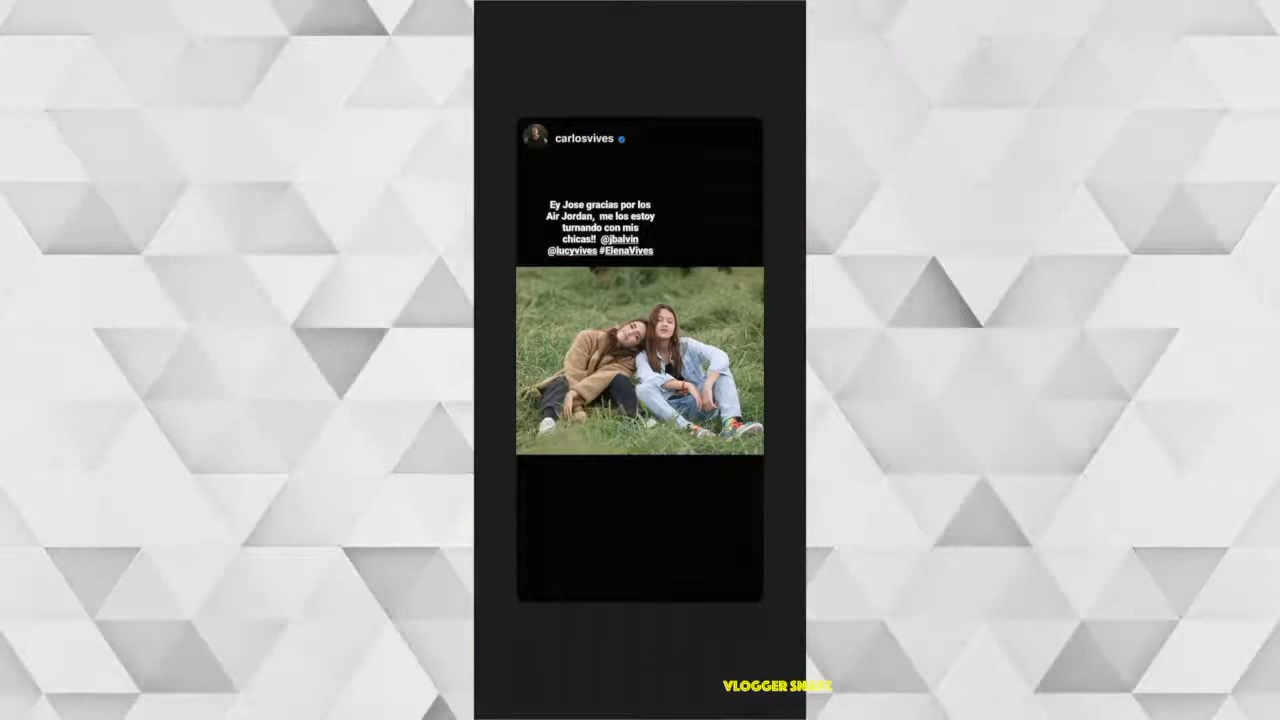 carlosvives
Ey Jose gracias por los
Air Jordan, me los estoy
turnando con mis
chicas!! @jbalvin
@lucyvives #ElenaVives
VLOGGER